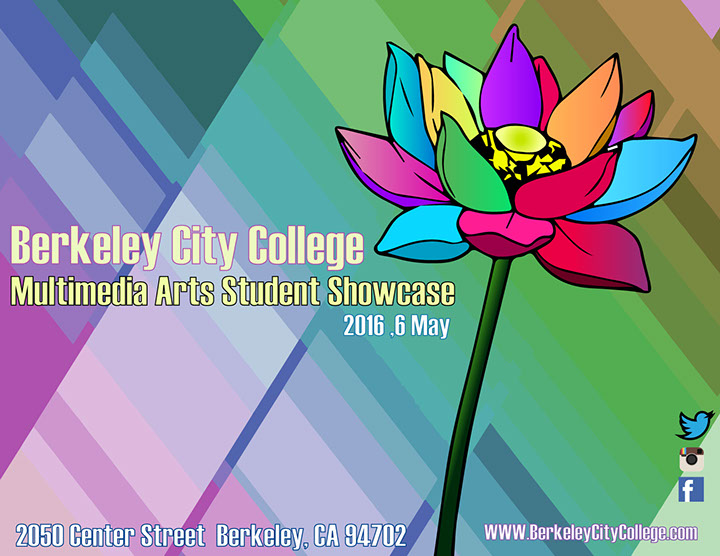 Berkeley City College
Multimedia Arts Student Showcase
2016 ,6 May
2050 Center Street Berkeley, CA 94702
WWW.BerkeleyCityCollege.com